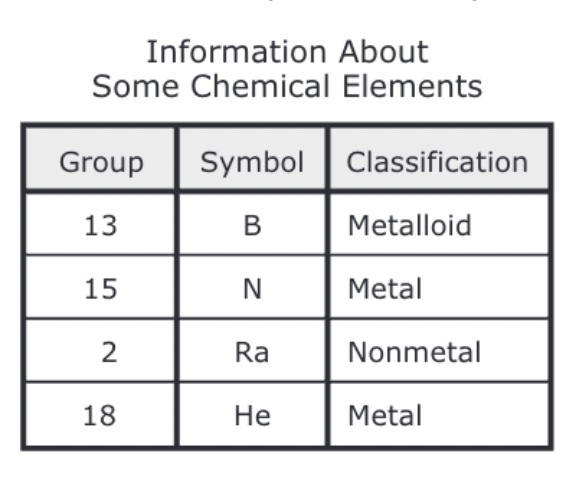 Information About
Some Chemical Elements
Group Symbol Classification
13 B Metalloid
15 N Metal
2 Ra Nonmetal
18 He Metal